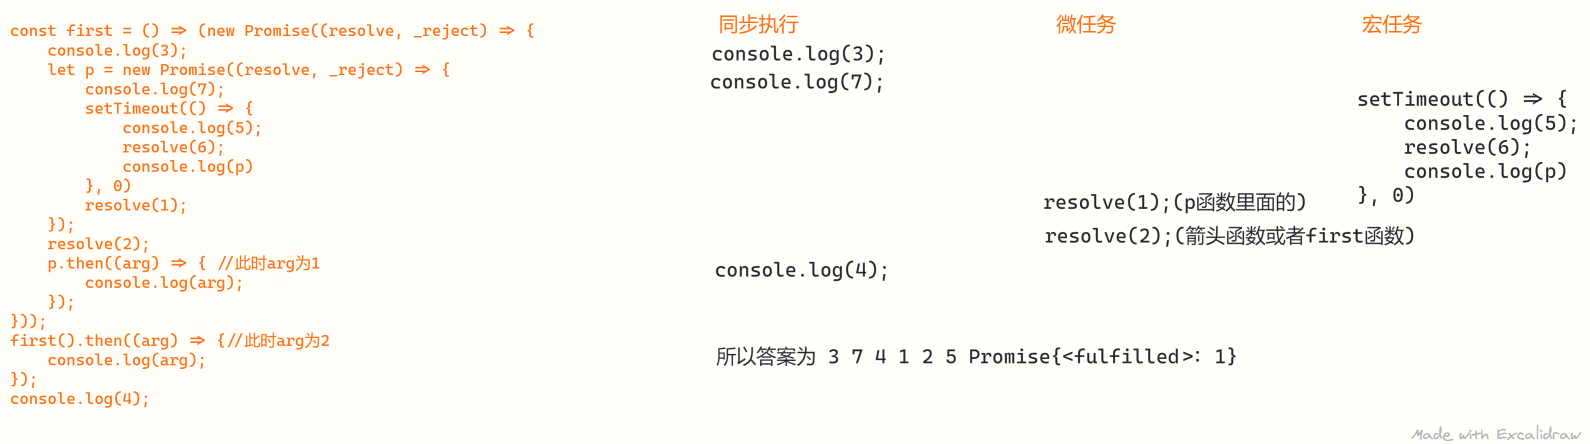 const first = () => (new Promise((resolve, _reject) => {
    console.log(3);
    let p = new Promise((resolve, _reject) => {
        console.log(7);
        setTimeout(() => {
            console.log(5);
            resolve(6);
            console.log(p)
        }, 0)
        resolve(1);
    });
    resolve(2);
    p.then((arg) => { //此时arg为1
        console.log(arg);
    });
}));
first().then((arg) => {//此时arg为2
    console.log(arg);
});
console.log(4);
同步执行
console.log(3);
console.log(7);
console.log(4);
微任务
resolve(1);(p函数里面的)
resolve(2);(箭头函数或者first函数)
宏任务
setTimeout(() => {
    console.log(5);
    resolve(6);
    console.log(p)
}, 0)
所以答案为 3 7 4 1 2 5 Promise{<fulfilled>: 1}
Made with Excalidraw